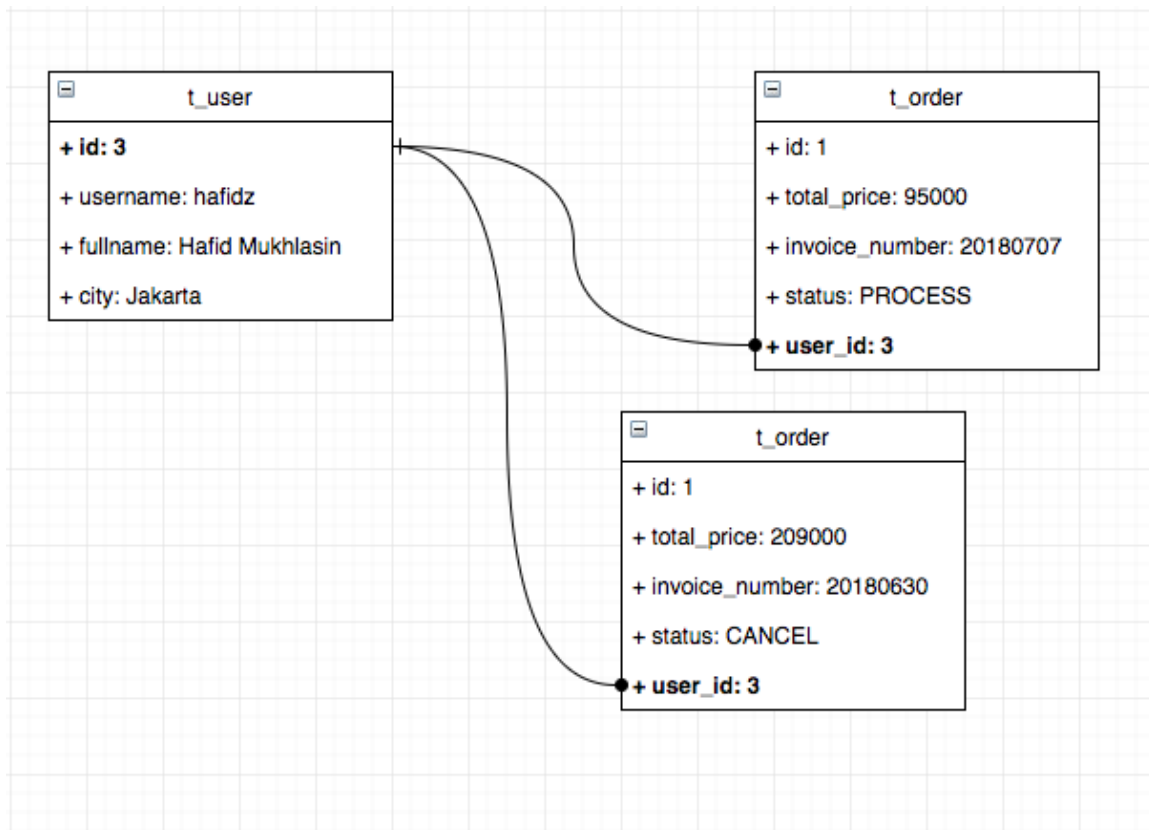 t_user
+ id: 3
+ username: hafidz
+ fullname: Hafid Mukhlasin
+ city: Jakarta
t_order
+ id: 1
+ total_price: 95000
+ invoice_number: 20180707
+ status: PROCESS
+ user_id: 3
t_order
+ id: 1
+ total_price: 209000
+ invoice_number: 20180630
+ status: CANCEL
+ user_id: 3